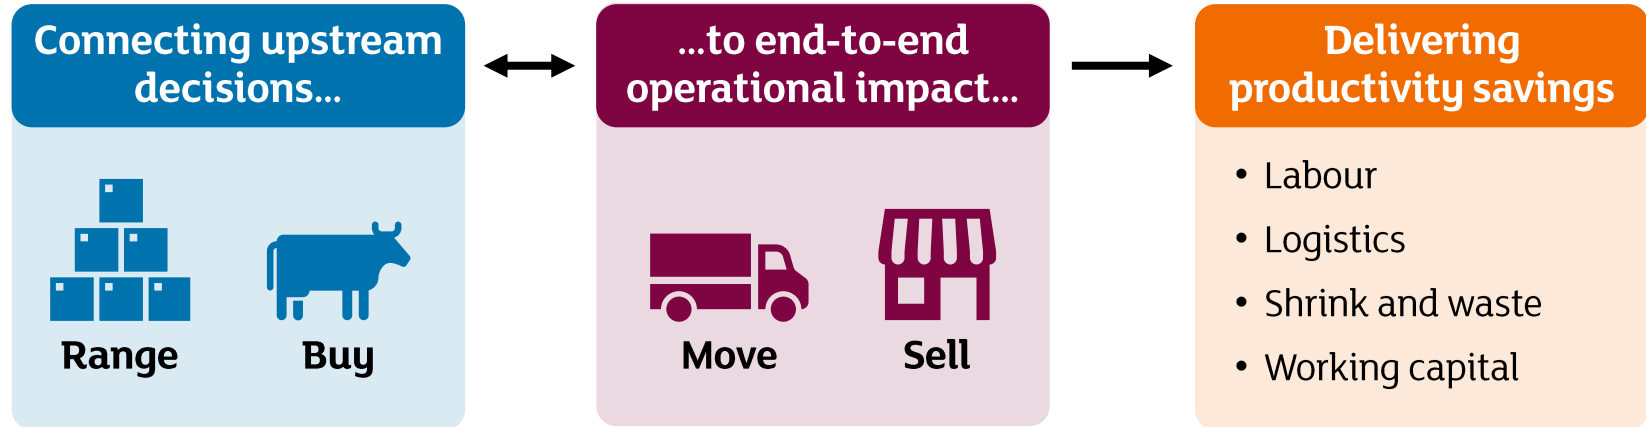 Connecting upstream
decisions...
Range
Buy
...to end-to-end
operational impact...
Move
Sell
Delivering
productivity savings
• Labour
• Logistics
• Shrink and waste
• Working capital